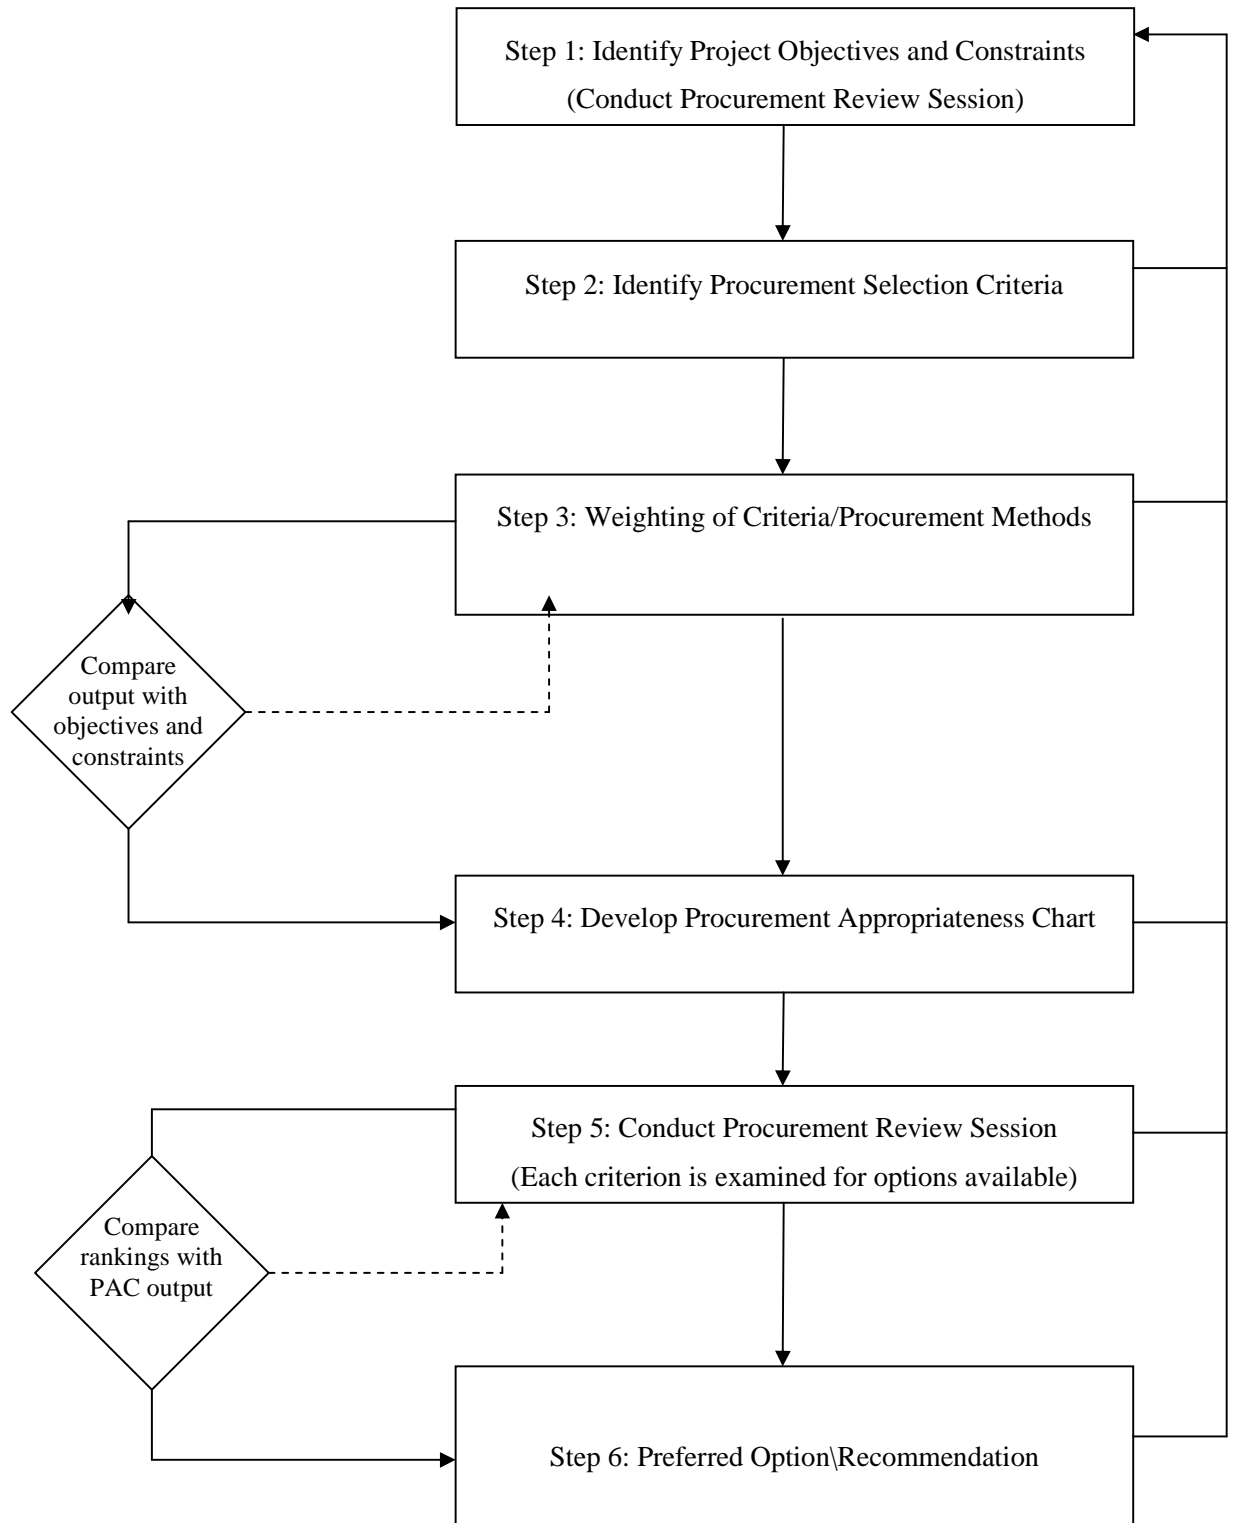 Step 1: Identify Project Objectives and Constraints
(Conduct Procurement Review Session)
Step 2: Identify Procurement Selection Criteria
Step 3: Weighting of Criteria/Procurement Methods
Compare
output with
objectives and
constraints
Step 4: Develop Procurement Appropriateness Chart
Step 5: Conduct Procurement Review Session
(Each criterion is examined for options available)
Compare
rankings with
PAC output
Step 6: Preferred Option\Recommendation